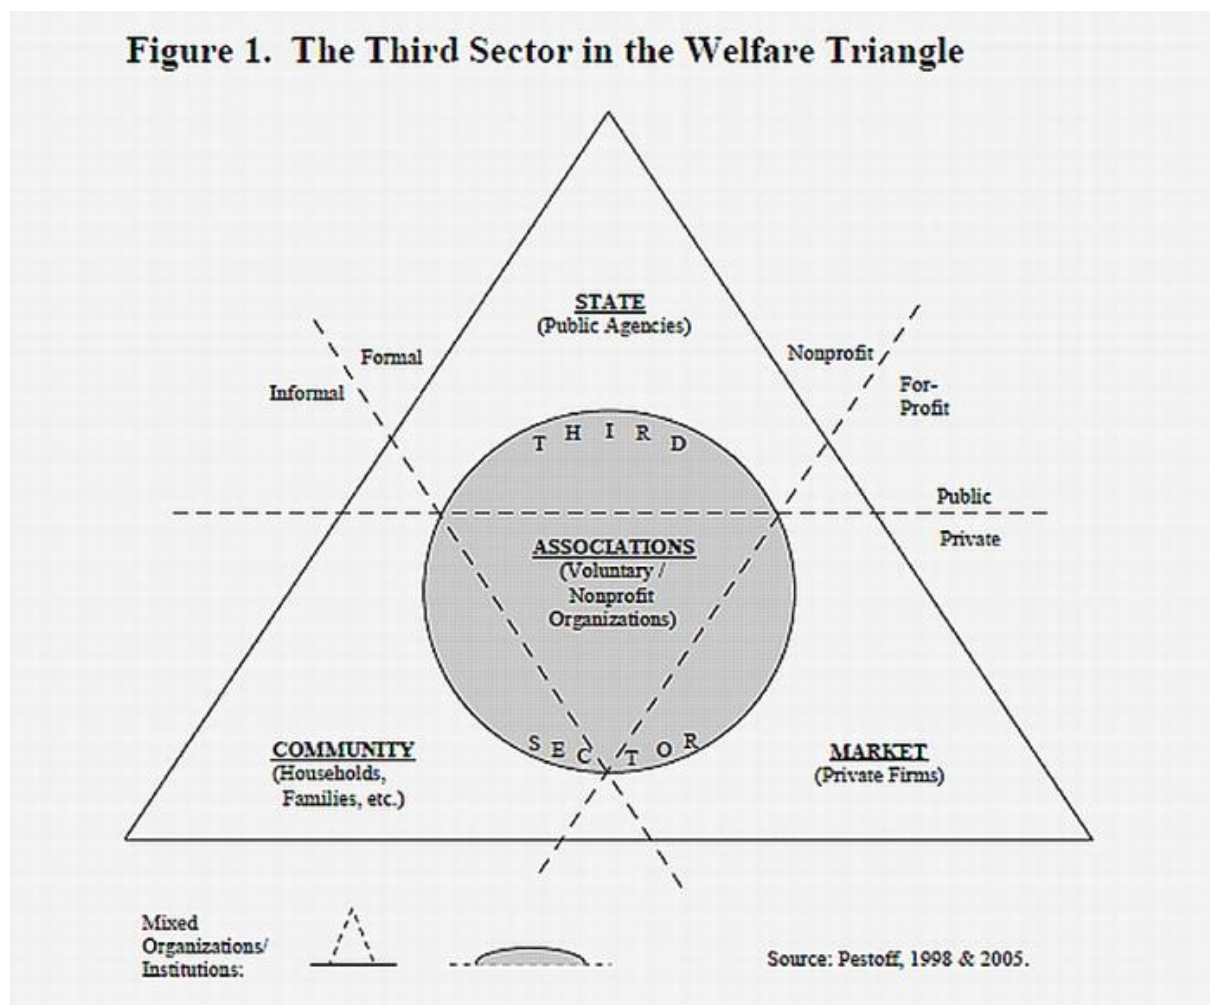 Figure 1. The Third Sector in the Welfare Triangle
STATE
(Public Agencies)
Formal
Informal
Nonprofit
For-
Profit
THIRD
Public
Private
ASSOCIATIONS
(Voluntary /
Nonprofit
Organizations)
SECTOR
COMMUNITY
(Households,
Families, etc.)
MARKET
(Private Firms)
Mixed
Organizations/
Institutions:
Source: Pestoff, 1998 & 2005.